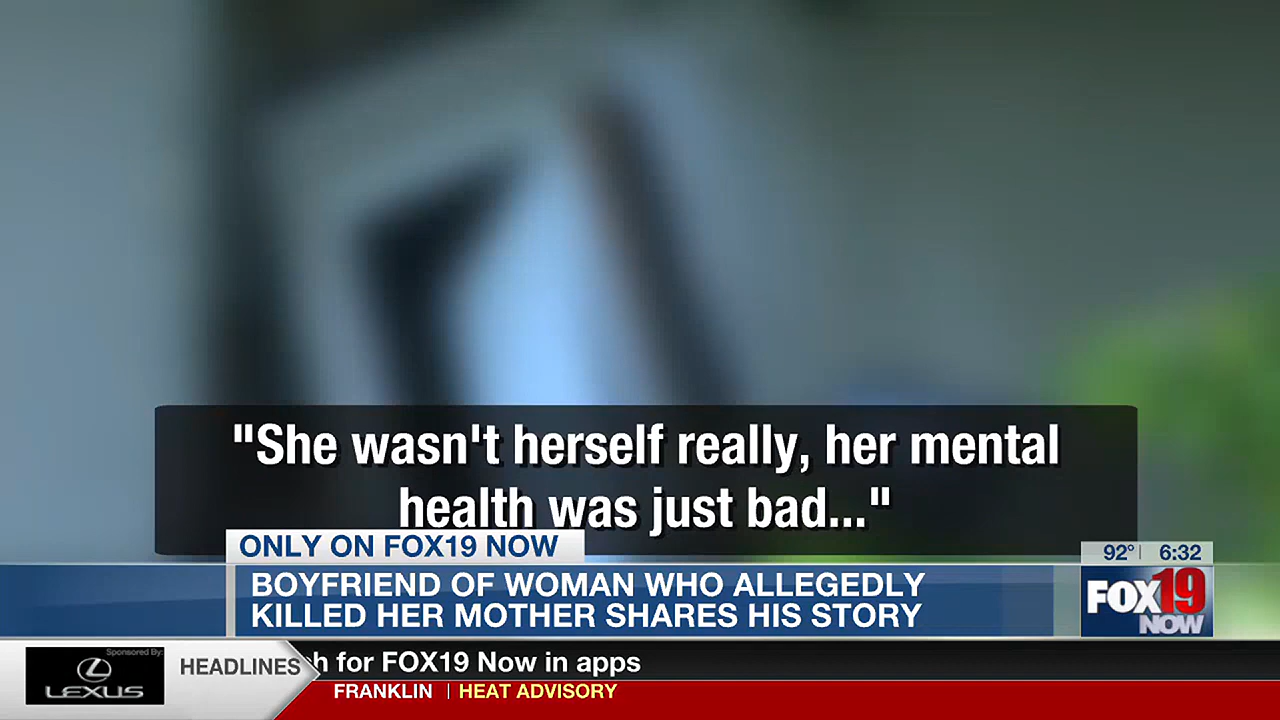 "She wasn't herself really, her mental
health was just bad..."
ONLY ON FOX19 NOW
BOYFRIEND OF WOMAN WHO ALLEGEDLY
KILLED HER MOTHER SHARES HIS STORY
92° 6:32
FOX19
NOW
Sponsored By:
LEXUS
HEADLINES
h for FOX19 Now in apps
FRANKLIN | HEAT ADVISORY